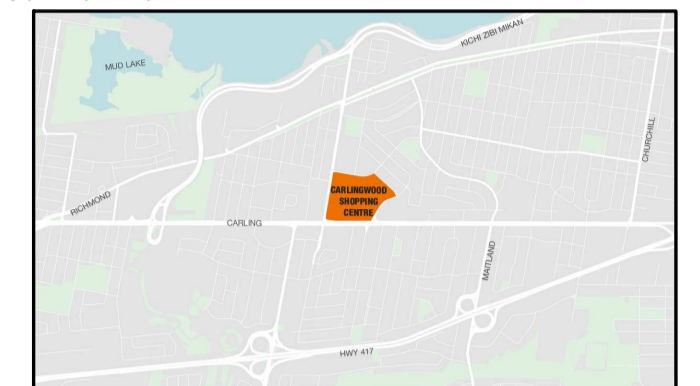 KICHI ZIBI MIKAN
MUD LAKE
CHURCHILL
CARLINGWOOD
SHOPPING
CENTRE
RICHMOND
CARLING
MAITLAND
HWY 417